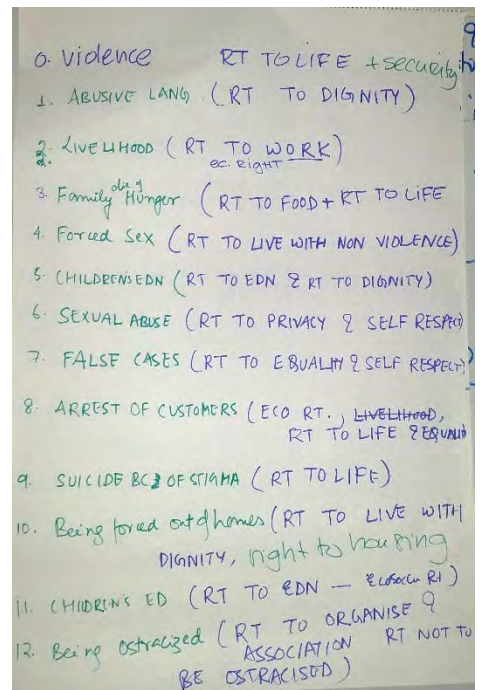 0. Violence RT TO LIFE + security
1. ABUSIVE LANG. (RT TO DIGNITY)
2. LIVELIHOOD (RT TO WORK)
ec. Right
3. Family die of Hunger (RT TO FOOD + RT TO LIFE
4. Forced Sex (RT TO LIVE WITH NON VIOLENCE)
5. CHILDREN'S EDN (RT TO EDN & RT TO DIGNITY)
6. SEXUAL ABUSE (RT TO PRIVACY & SELF RESPECT)
7. FALSE CASES (RT TO EQUALITY & SELF RESPECT)
8. ARREST OF CUSTOMERS (ECO RT., LIVELIHOOD,
RT TO LIFE & EQUALITY
9. SUICIDE BCZ OF STIGMA (RT TO LIFE)
10. Being forced out of homes (RT TO LIVE WITH
DIGNITY, right to housing
11. CHIDREN'S ED (RT TO EDN — RT)
12. Being Ostracized (RT TO ORGANISE &
ASSOCIATION RT NOT TO
BE OSTRACISED)